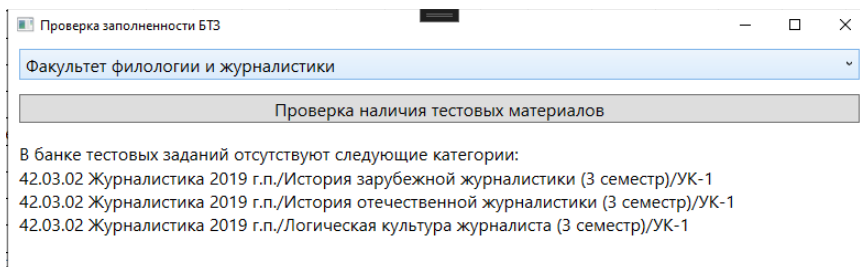 Проверка заполненности БТЗ
Факультет филологии и журналистики
Проверка наличия тестовых материалов
В банке тестовых заданий отсутствуют следующие категории:
42.03.02 Журналистика 2019 г.п./История зарубежной журналистики (3 семестр)/УК-1
42.03.02 Журналистика 2019 г.п./История отечественной журналистики (3 семестр)/УК-1
42.03.02 Журналистика 2019 г.п./Логическая культура журналиста (3 семестр)/УК-1